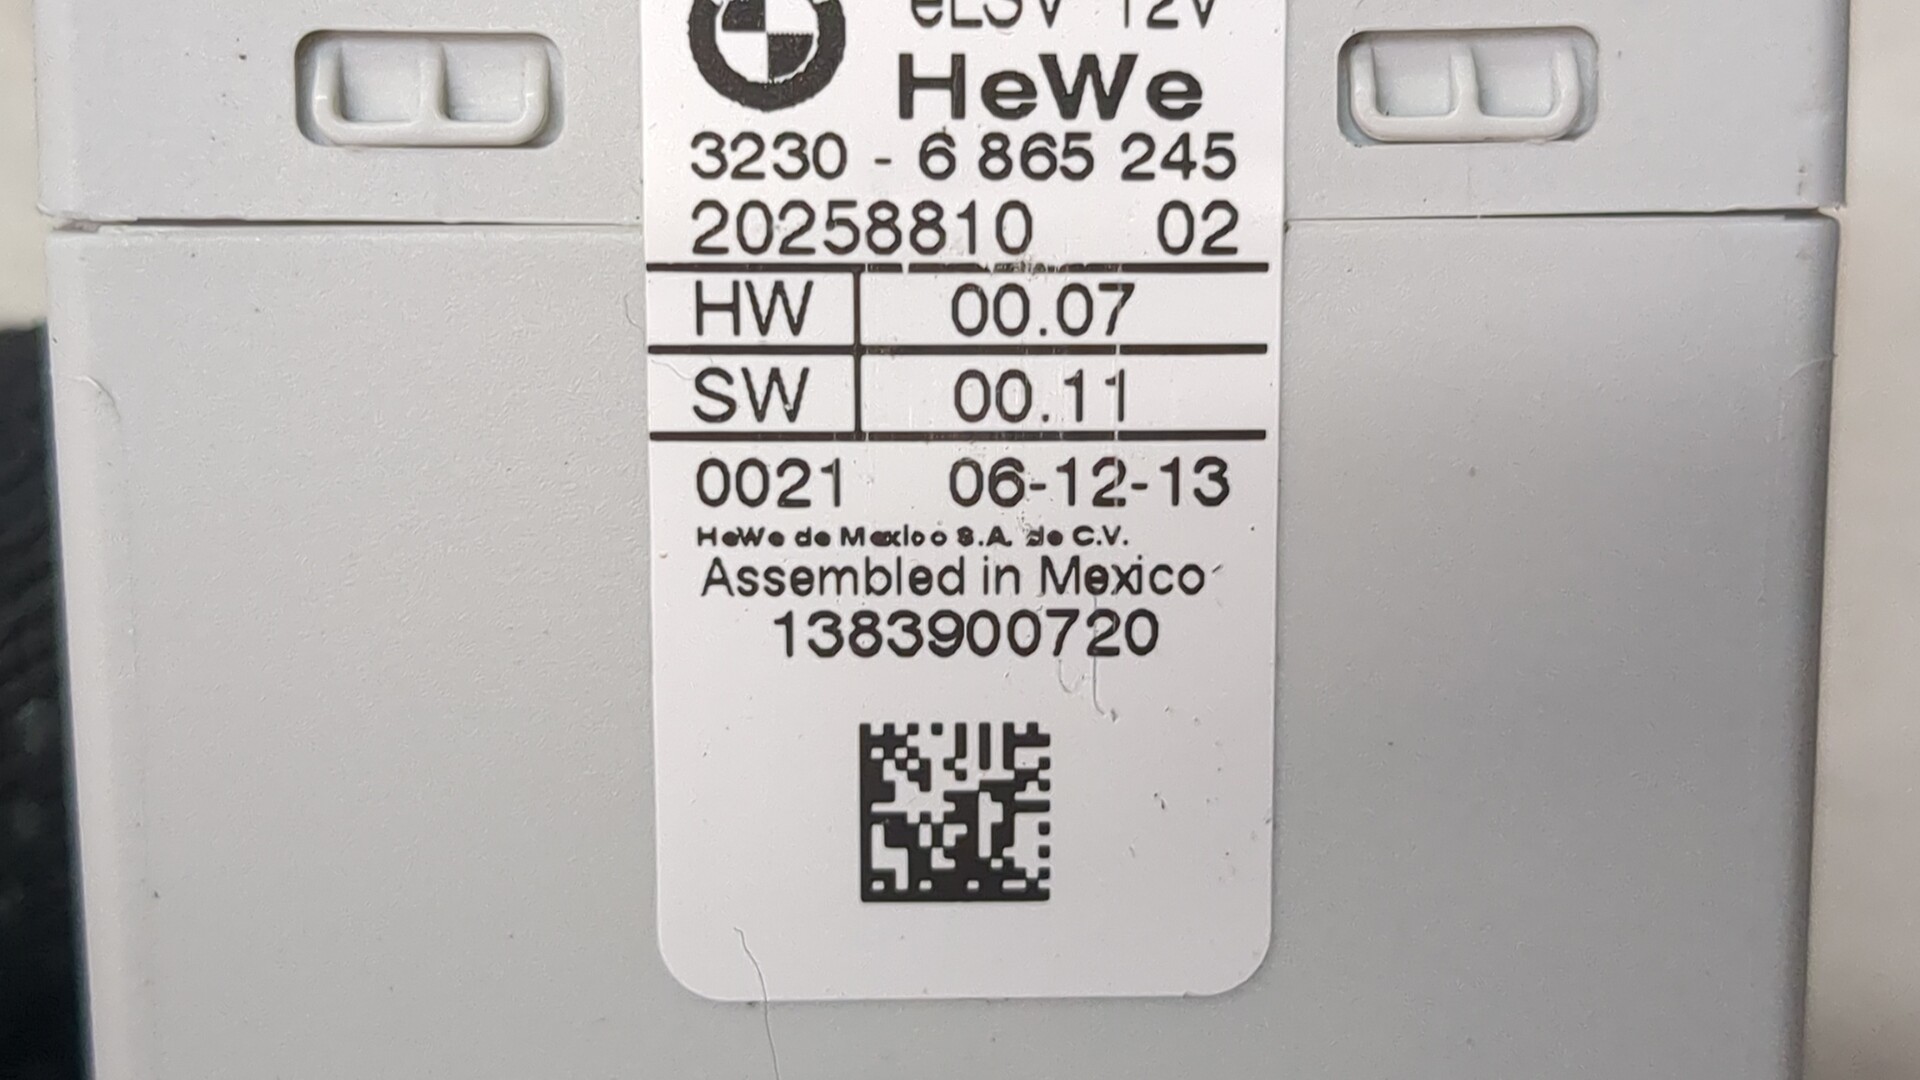 eLSV 12V
HeWe
3230 - 6 865 245
20258810 02
HW 00.07
SW 00.11
0021 06-12-13
HeWe de Mexico S.A. de C.V.
Assembled in Mexico
1383900720